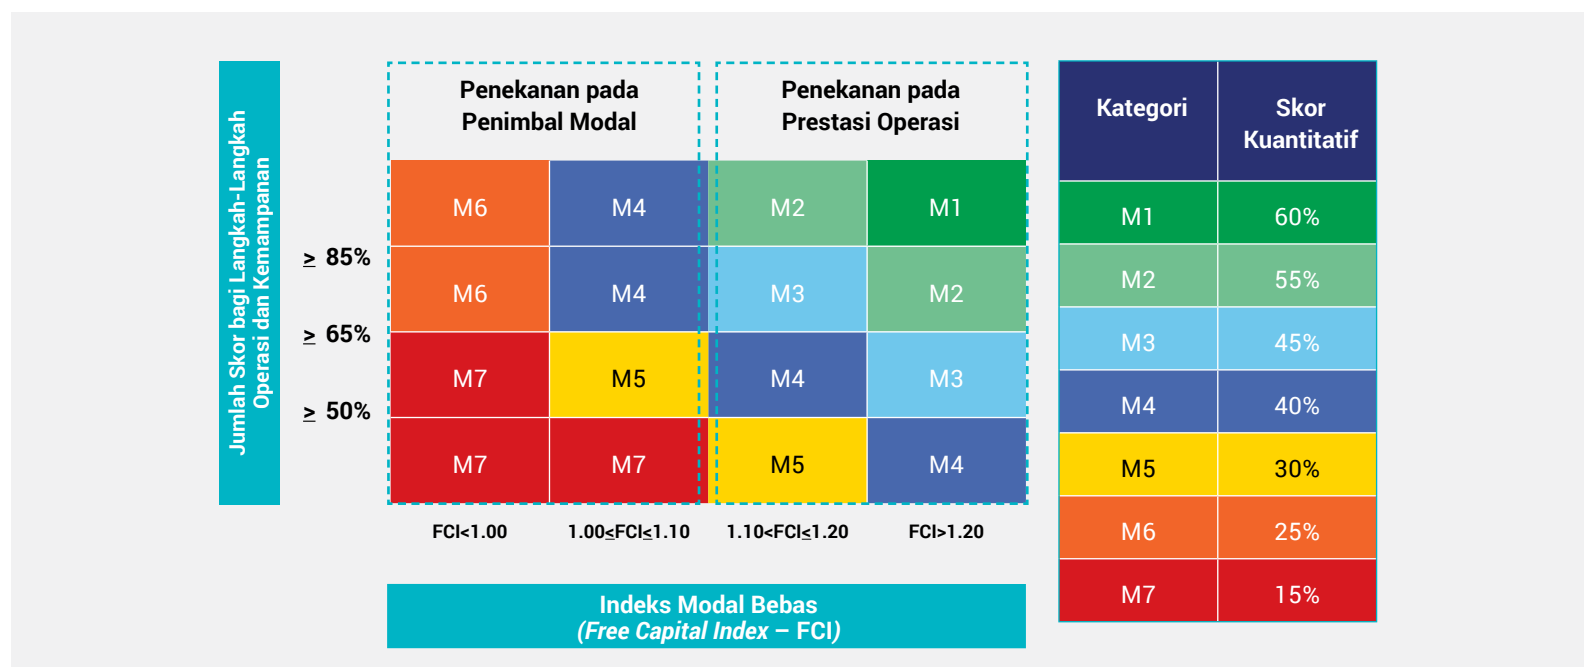 Jumlah Skor bagi Langkah-Langkah
Operasi dan Kemampanan
Penekanan pada
Penimbal Modal
Penekanan pada
Prestasi Operasi
M6 M4 M2 M1
≥ 85%
M6 M4 M3 M2
≥ 65%
M7 M5 M4 M3
≥ 50%
M7 M7 M5 M4
FCI<1.00 1.00≤FCI≤1.10 1.10<FCI≤1.20 FCI>1.20
Indeks Modal Bebas
(Free Capital Index – FCI)
Kategori Skor
Kuantitatif
M1 60%
M2 55%
M3 45%
M4 40%
M5 30%
M6 25%
M7 15%